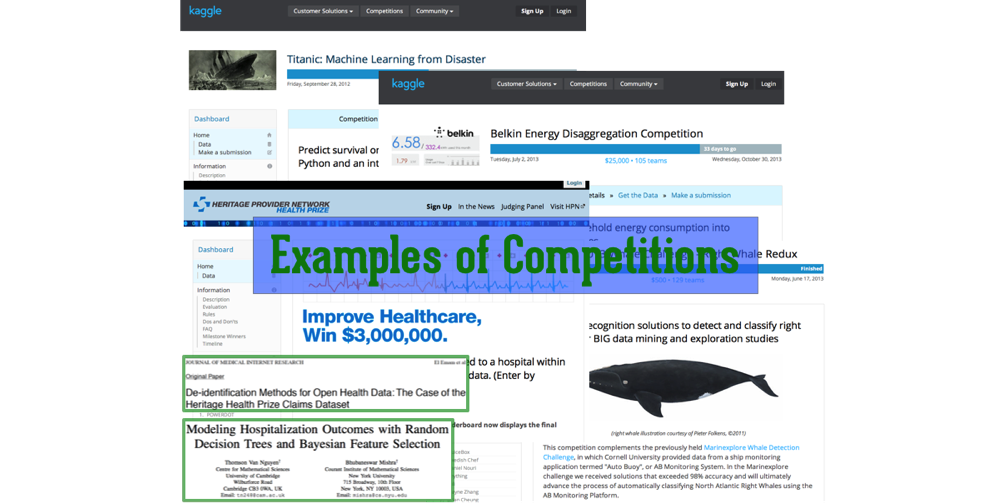 kaggle
Customer Solutions ▾ Competitions Community ▾ Sign Up Login
Titanic: Machine Learning from Disaster
Friday, September 28, 2012
kaggle
Customer Solutions ▾ Competitions Community ▾ Sign Up Login
Dashboard
Home
Data
Make a submission
Information
Description
Competition
Predict survival on
Python and an int
belkin
6.58/332.4
1.79
Belkin Energy Disaggregation Competition
33 days to go
Tuesday, July 2, 2013
$25,000 • 105 teams
Wednesday, October 30, 2013
etails » Get the Data » Make a submission
ehold energy consumption into
Login
HERITAGE PROVIDER NETWORK
HEALTH PRIZE
Sign Up In the News Judging Panel Visit HPN
Examples of Competitions
hale Redux
Finished
$500 • 129 teams
Monday, June 17, 2013
Dashboard
Home
Data
Information
Description
Evaluation
Rules
Dos and Don'ts
FAQ
Milestone Winners
Timeline
Improve Healthcare,
Win $3,000,000.
ed to a hospital within
data. (Enter by
ecognition solutions to detect and classify right
BIG data mining and exploration studies
JOURNAL OF MEDICAL INTERNET RESEARCH El Emam et al
Original Paper
De-identification Methods for Open Health Data: The Case of the
Heritage Health Prize Claims Dataset
1. POWERDOT
derboard now displays the final
Modeling Hospitalization Outcomes with Random
Decision Trees and Bayesian Feature Selection
Thomson Van Nguyen
Centre for Mathematical Sciences
University of Cambridge
Wilberforce Road
Cambridge CB3 0WA, UK
Email: tn248@cam.ac.uk
Bhubaneswar Mishra
Courant Institute of Mathematical Sciences
New York University
715 Broadway, 10th Floor
New York, NY 10003, USA
Email: mishra@cs.nyu.edu
(right whale illustration courtesy of Pieter Folkens, ©2011)
This competition complements the previously held Marinexplore Whale Detection
Challenge, in which Cornell University provided data from a ship monitoring
application termed "Auto Buoy", or AB Monitoring System. In the Marinexplore
challenge we received solutions that exceeded 98% accuracy and will ultimately
advance the process of automatically classifying North Atlantic Right Whales using the
AB Monitoring Platform.